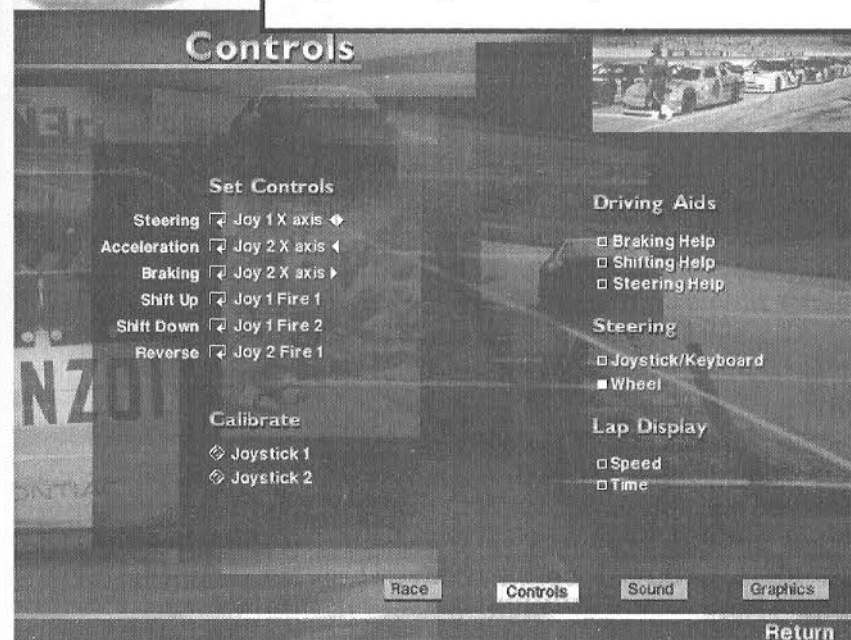 Controls
Set Controls
Steering Joy 1 X axis
Acceleration Joy 2 X axis
Braking Joy 2 X axis
Shift Up Joy 1 Fire 1
Shift Down Joy 1 Fire 2
Reverse Joy 2 Fire 1
Calibrate
Joystick 1
Joystick 2
Driving Aids
Braking Help
Shifting Help
Steering Help
Steering
Joystick/Keyboard
Wheel
Lap Display
Speed
Time
Race Controls Sound Graphics
Return